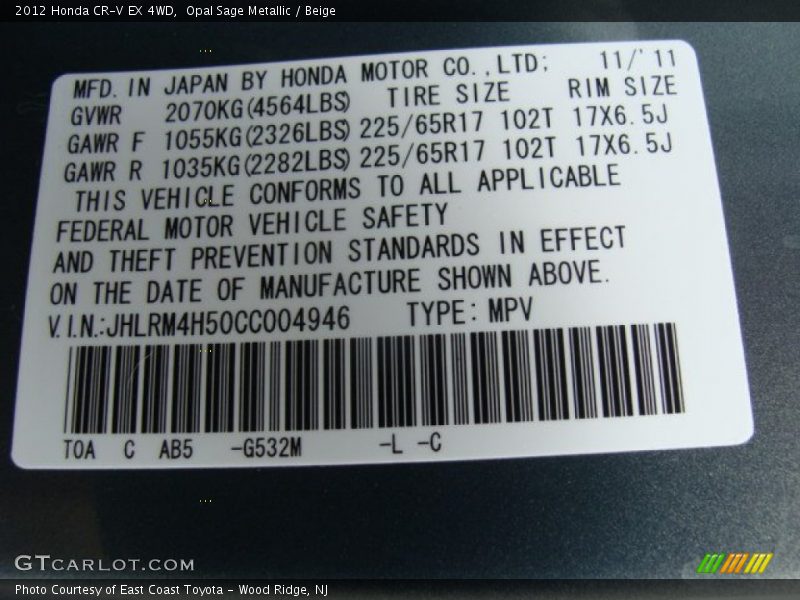 2012 Honda CR-V EX 4WD, Opal Sage Metallic / Beige
MFD. IN JAPAN BY HONDA MOTOR CO., LTD; 11/'11
GVWR 2070KG(4564LBS) TIRE SIZE RIM SIZE
GAWR F 1055KG(2326LBS) 225/65R17 102T 17X6.5J
GAWR R 1035KG(2282LBS) 225/65R17 102T 17X6.5J
THIS VEHICLE CONFORMS TO ALL APPLICABLE
FEDERAL MOTOR VEHICLE SAFETY
AND THEFT PREVENTION STANDARDS IN EFFECT
ON THE DATE OF MANUFACTURE SHOWN ABOVE.
V.I.N.:JHLRM4H50CC004946 TYPE: MPV
TOA C AB5 -G532M -L -C
GTCARLOT.COM
Photo Courtesy of East Coast Toyota - Wood Ridge, NJ